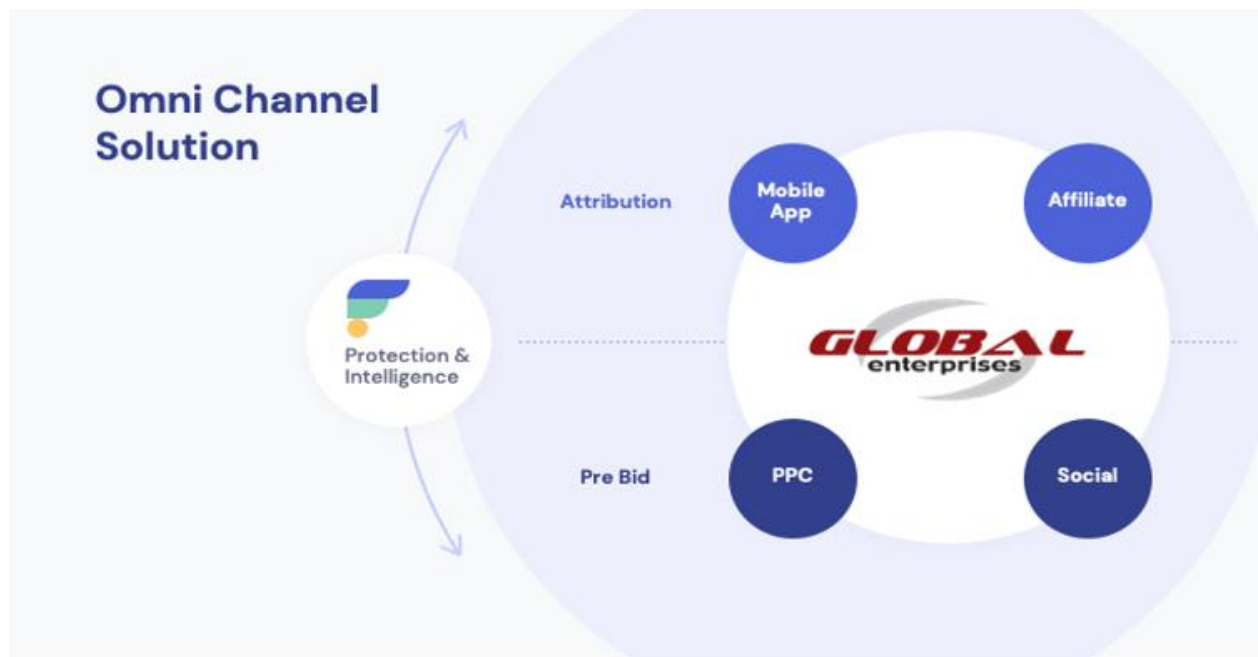 Omni Channel
Solution
Attribution
Mobile
App
Affiliate
Protection &
Intelligence
GLOBAL
enterprises
Pre Bid
PPC
Social